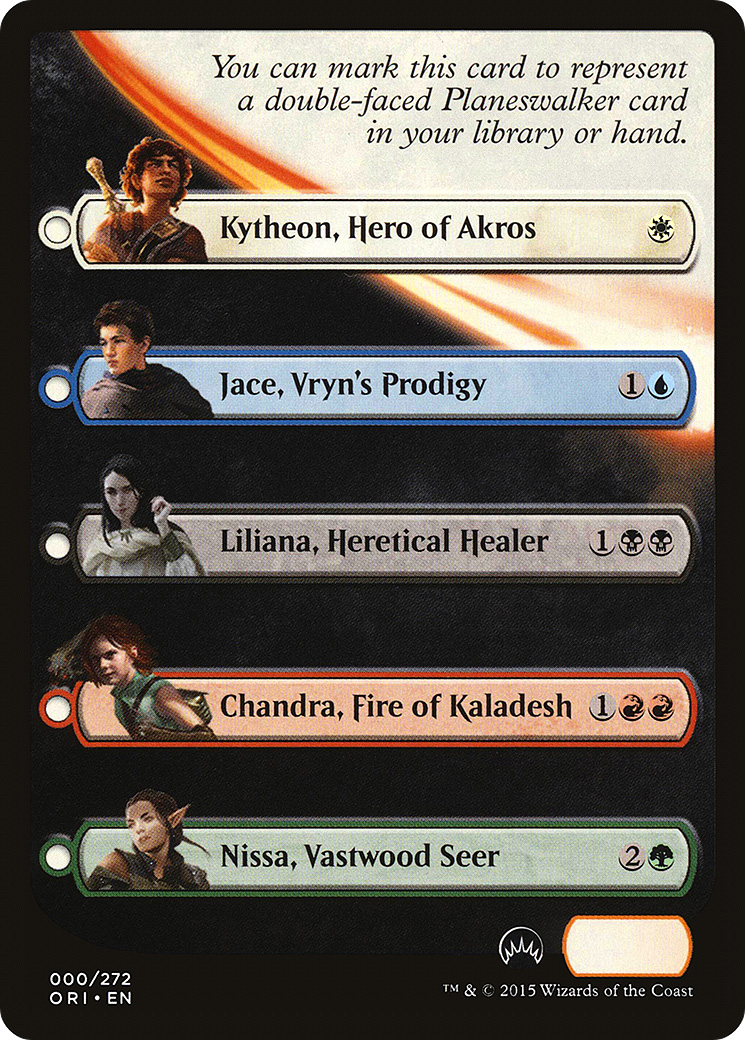 You can mark this card to represent
a double-faced Planeswalker card
in your library or hand.
Kytheon, Hero of Akros
Jace, Vryn's Prodigy 1
Liliana, Heretical Healer 1
Chandra, Fire of Kaladesh 1
Nissa, Vastwood Seer 2
000/272
ORI • EN
™ & © 2015 Wizards of the Coast